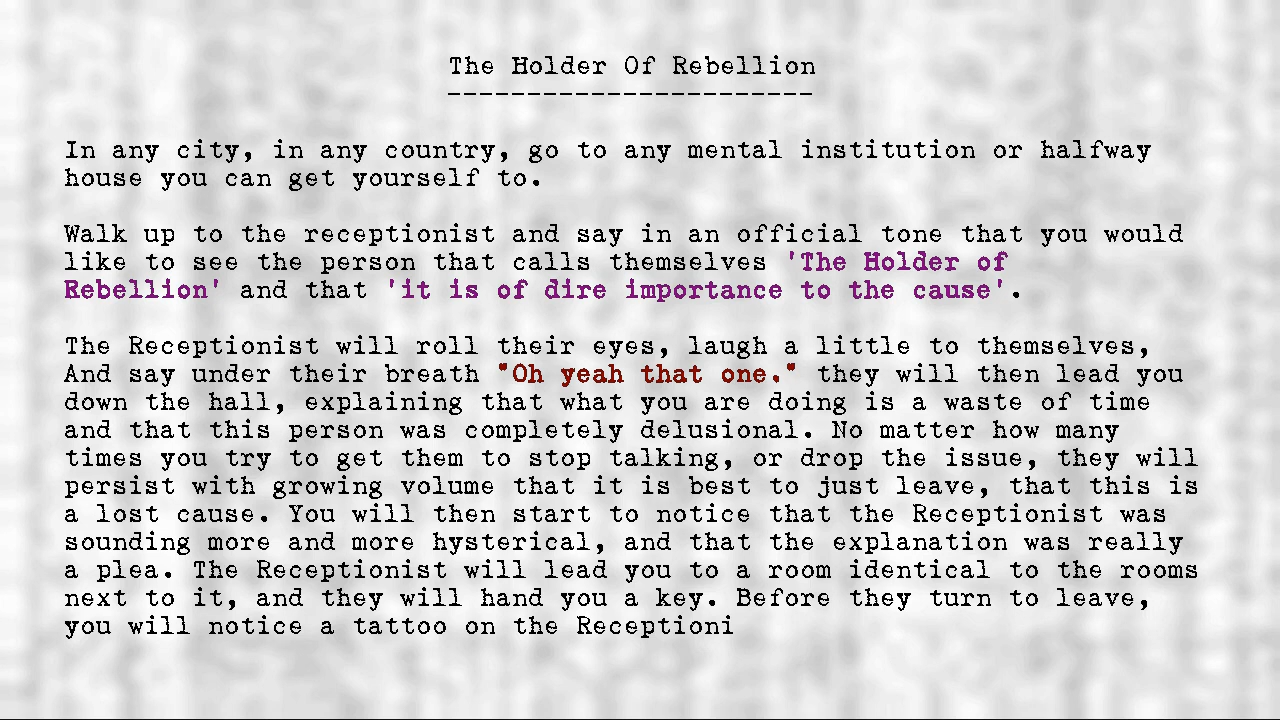 The Holder Of Rebellion
-----------------------
In any city, in any country, go to any mental institution or halfway
house you can get yourself to.
Walk up to the receptionist and say in an official tone that you would
like to see the person that calls themselves 'The Holder of
Rebellion' and that 'it is of dire importance to the cause'.
The Receptionist will roll their eyes, laugh a little to themselves,
And say under their breath "Oh yeah that one." they will then lead you
down the hall, explaining that what you are doing is a waste of time
and that this person was completely delusional. No matter how many
times you try to get them to stop talking, or drop the issue, they will
persist with growing volume that it is best to just leave, that this is
a lost cause. You will then start to notice that the Receptionist was
sounding more and more hysterical, and that the explanation was really
a plea. The Receptionist will lead you to a room identical to the rooms
next to it, and they will hand you a key. Before they turn to leave,
you will notice a tattoo on the Receptioni